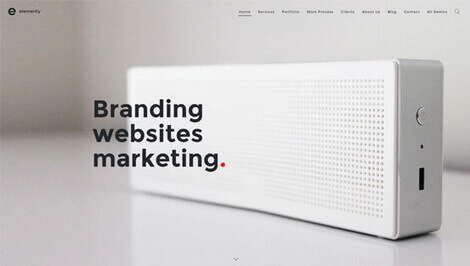 elementy
Home Services Portfolio Work Process Clients About Us Blog Contact All Demos
Branding
websites
marketing.